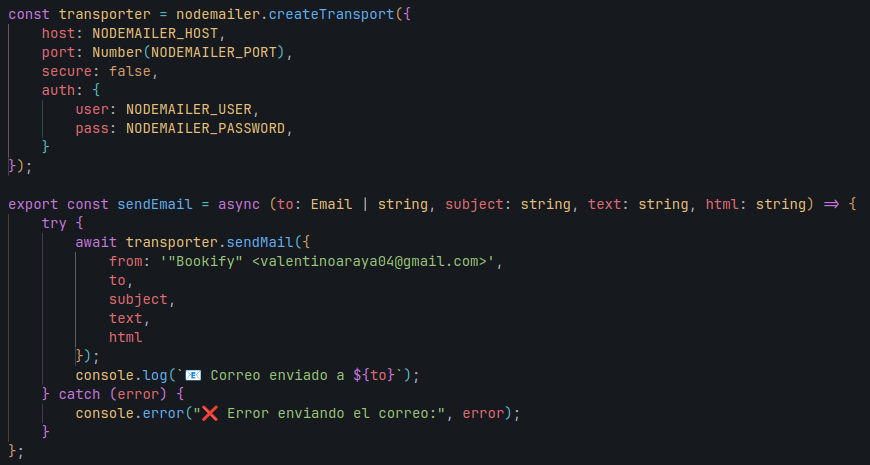 const transporter = nodemailer.createTransport({
    host: NODEMAILER_HOST,
    port: Number(NODEMAILER_PORT),
    secure: false,
    auth: {
        user: NODEMAILER_USER,
        pass: NODEMAILER_PASSWORD,
    }
});

export const sendEmail = async (to: Email | string, subject: string, text: string, html: string) => {
    try {
        await transporter.sendMail({
            from: '"Bookify" <valentinoaraya04@gmail.com>',
            to,
            subject,
            text,
            html
        });
        console.log(`📧 Correo enviado a ${to}`);
    } catch (error) {
        console.error("❌ Error enviando el correo:", error);
    }
};